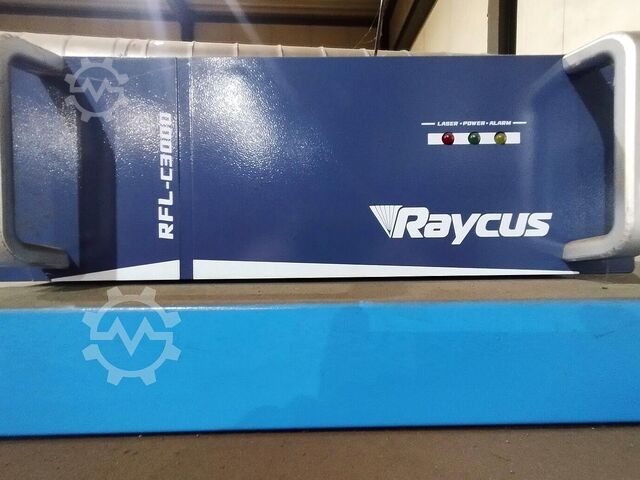 RFL-C3000
LASER • POWER • ALARM
Raycus